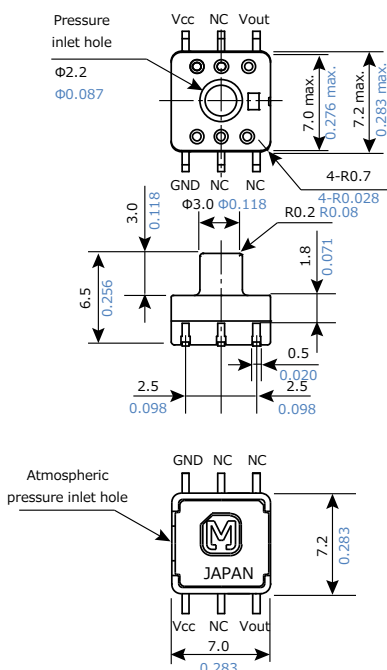 Vcc NC Vout
Pressure
inlet hole
Φ2.2
Φ0.087
7.0 max.
0.276 max.
7.2 max.
0.283 max.
4-R0.7
4-R0.028
GND NC NC
Φ3.0 Φ0.118
R0.2 R0.08
3.0
0.118
1.8
0.071
6.5
0.256
0.5
0.020
2.5
0.098
2.5
0.098
GND NC NC
Atmospheric
pressure inlet hole
M
JAPAN
7.2
0.283
Vcc NC Vout
7.0
0.283